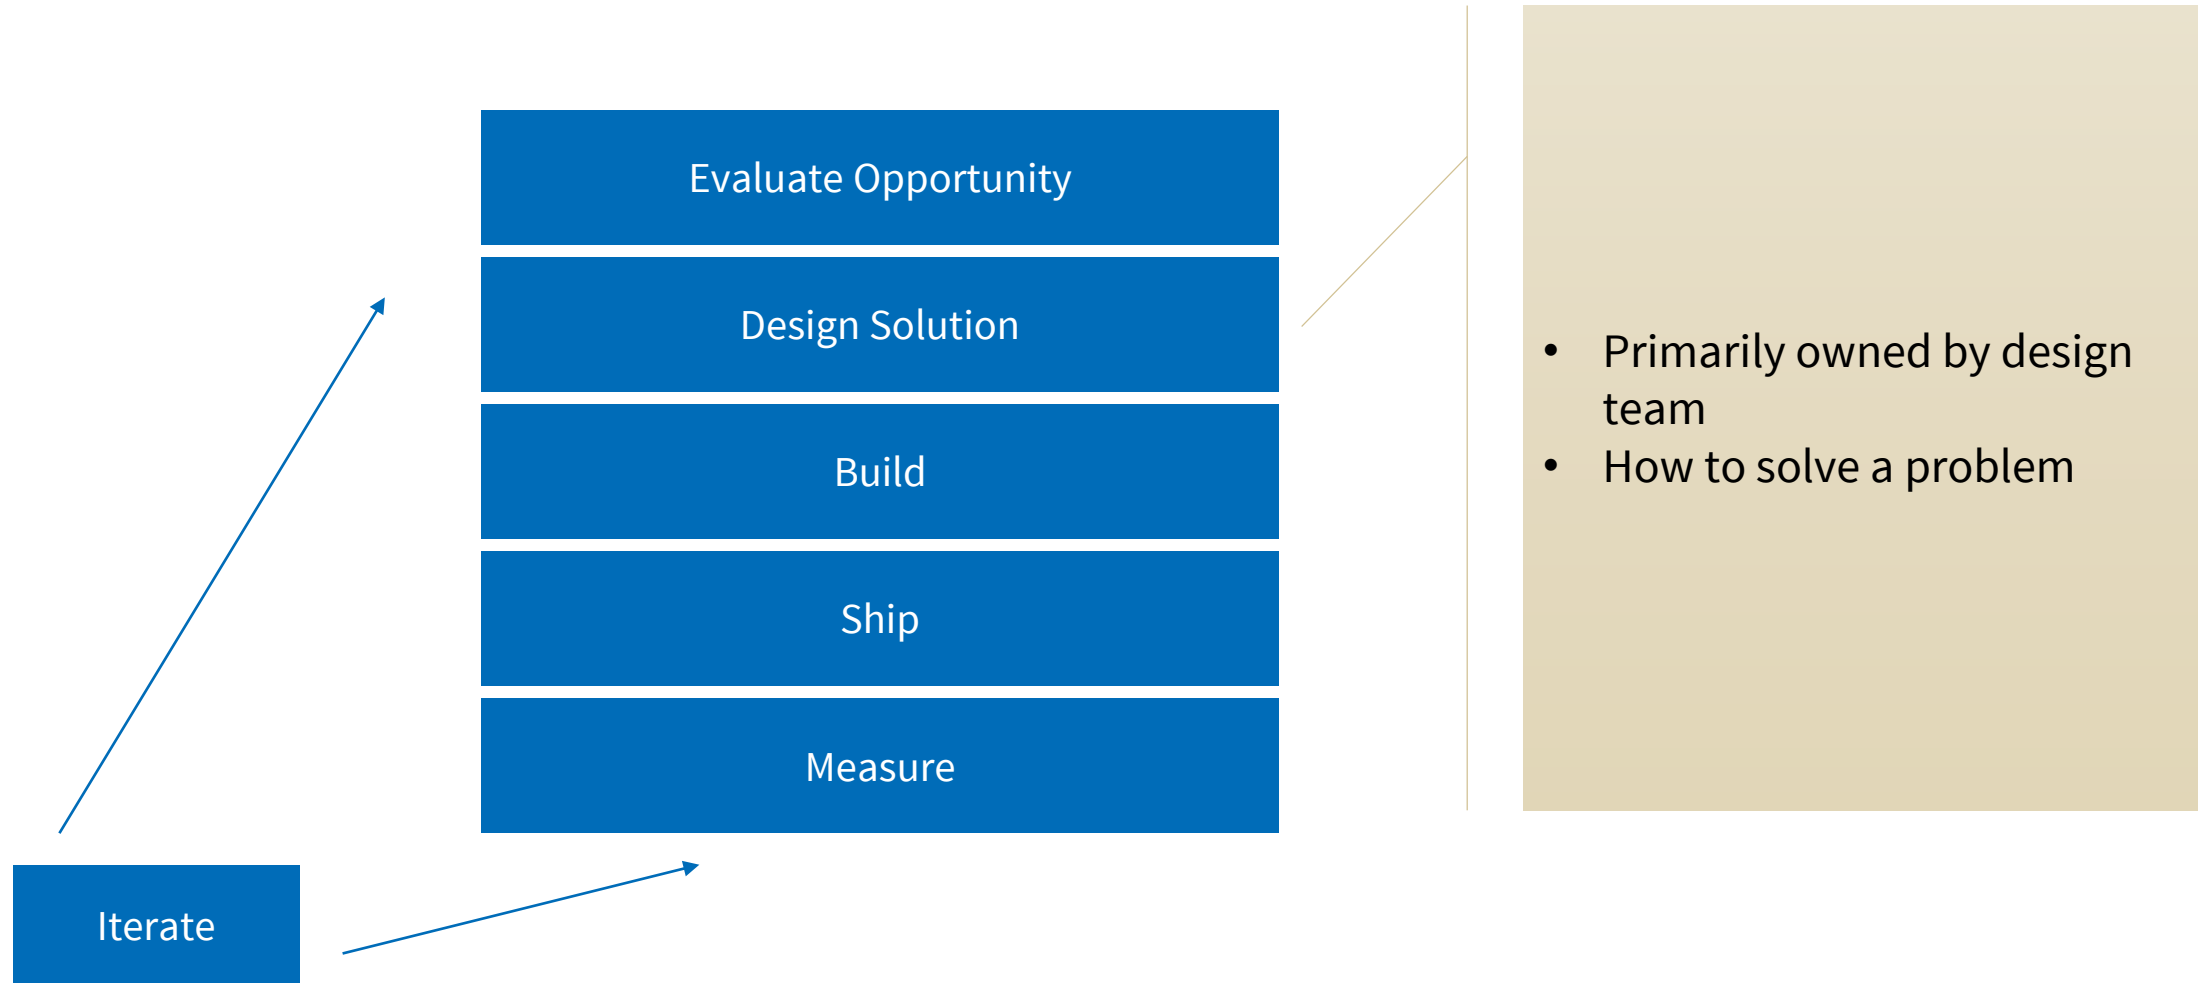 Evaluate Opportunity
Design Solution
Build
Ship
Measure
Iterate
• Primarily owned by design
team
• How to solve a problem